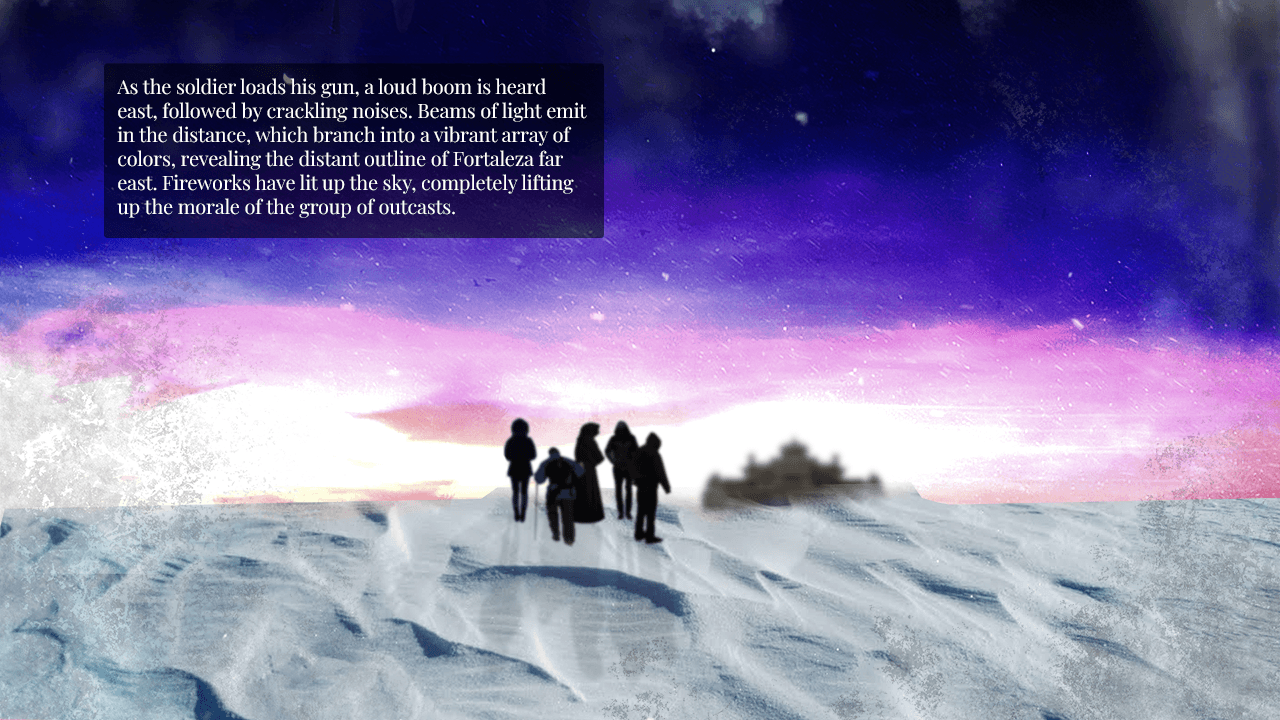 As the soldier loads his gun, a loud boom is heard
east, followed by crackling noises. Beams of light emit
in the distance, which branch into a vibrant array of
colors, revealing the distant outline of Fortaleza far
east. Fireworks have lit up the sky, completely lifting
up the morale of the group of outcasts.